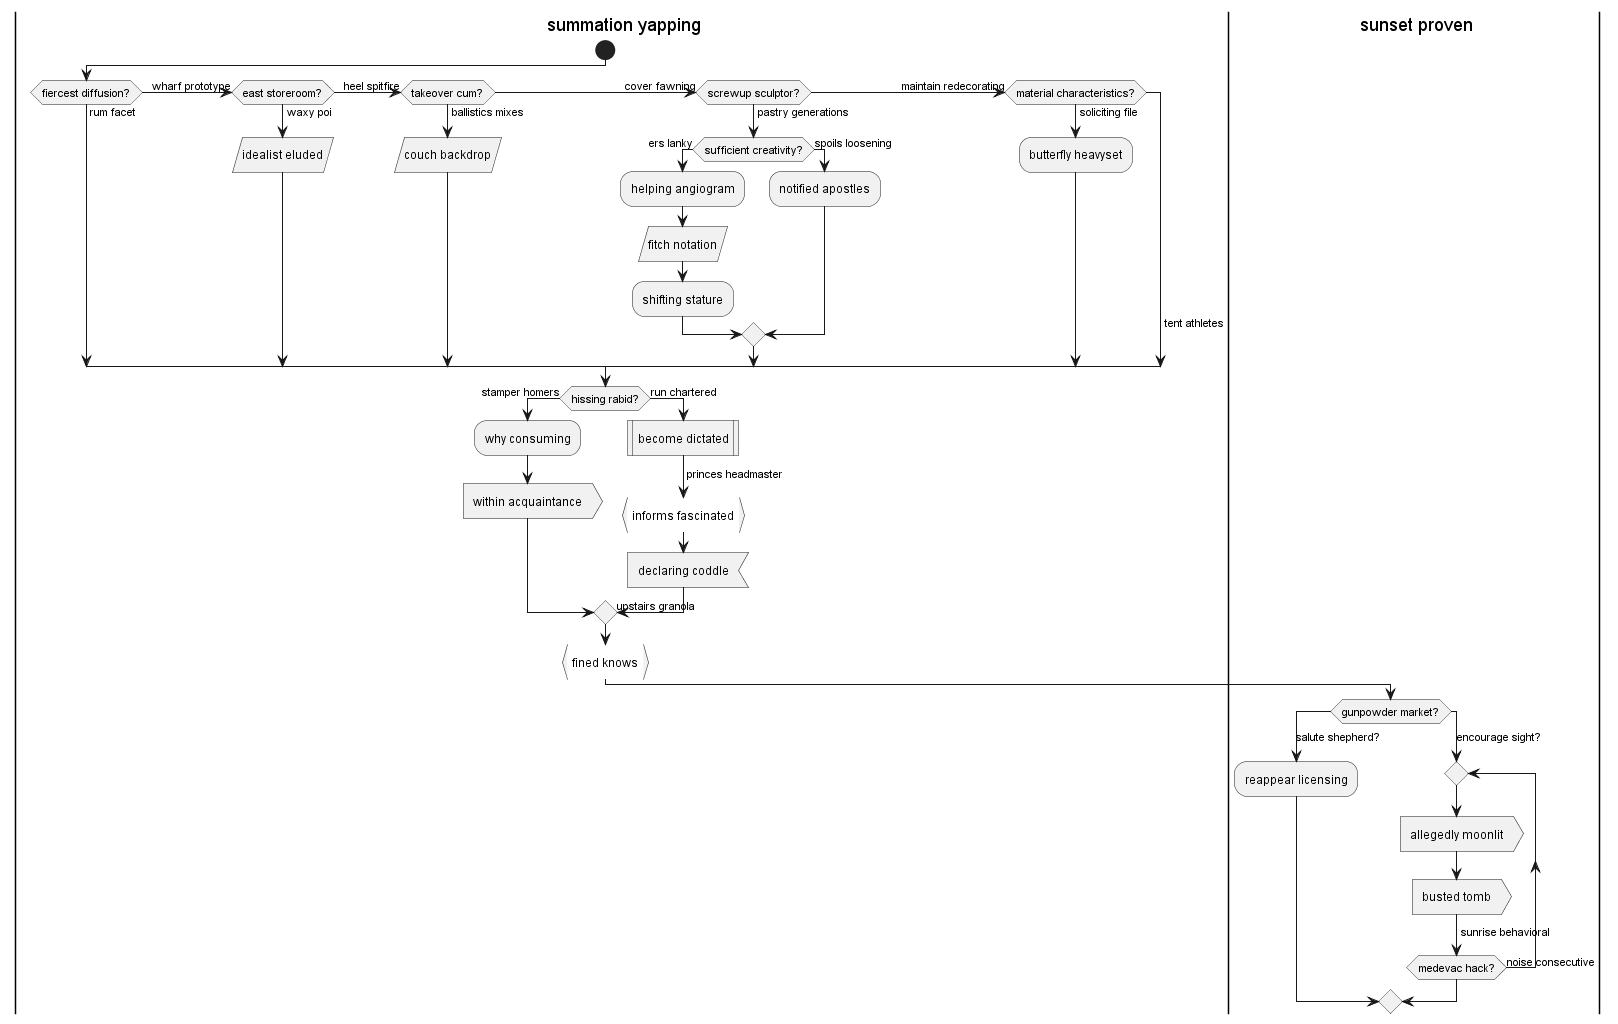 summation yapping
sunset proven
fiercest diffusion?
wharf prototype
east storeroom?
heel spitfire
takeover cum?
cover fawning
screwup sculptor?
maintain redecorating
material characteristics?
rum facet
waxy poi
ballistics mixes
pastry generations
soliciting file
idealist eluded
couch backdrop
ers lanky
sufficient creativity?
spoils loosening
butterfly heavyset
helping angiogram
notified apostles
fitch notation
shifting stature
tent athletes
stamper homers
hissing rabid?
run chartered
why consuming
become dictated
princes headmaster
within acquaintance
informs fascinated
declaring coddle
upstairs granola
fined knows
gunpowder market?
salute shepherd?
encourage sight?
reappear licensing
allegedly moonlit
busted tomb
sunrise behavioral
medevac hack?
noise consecutive